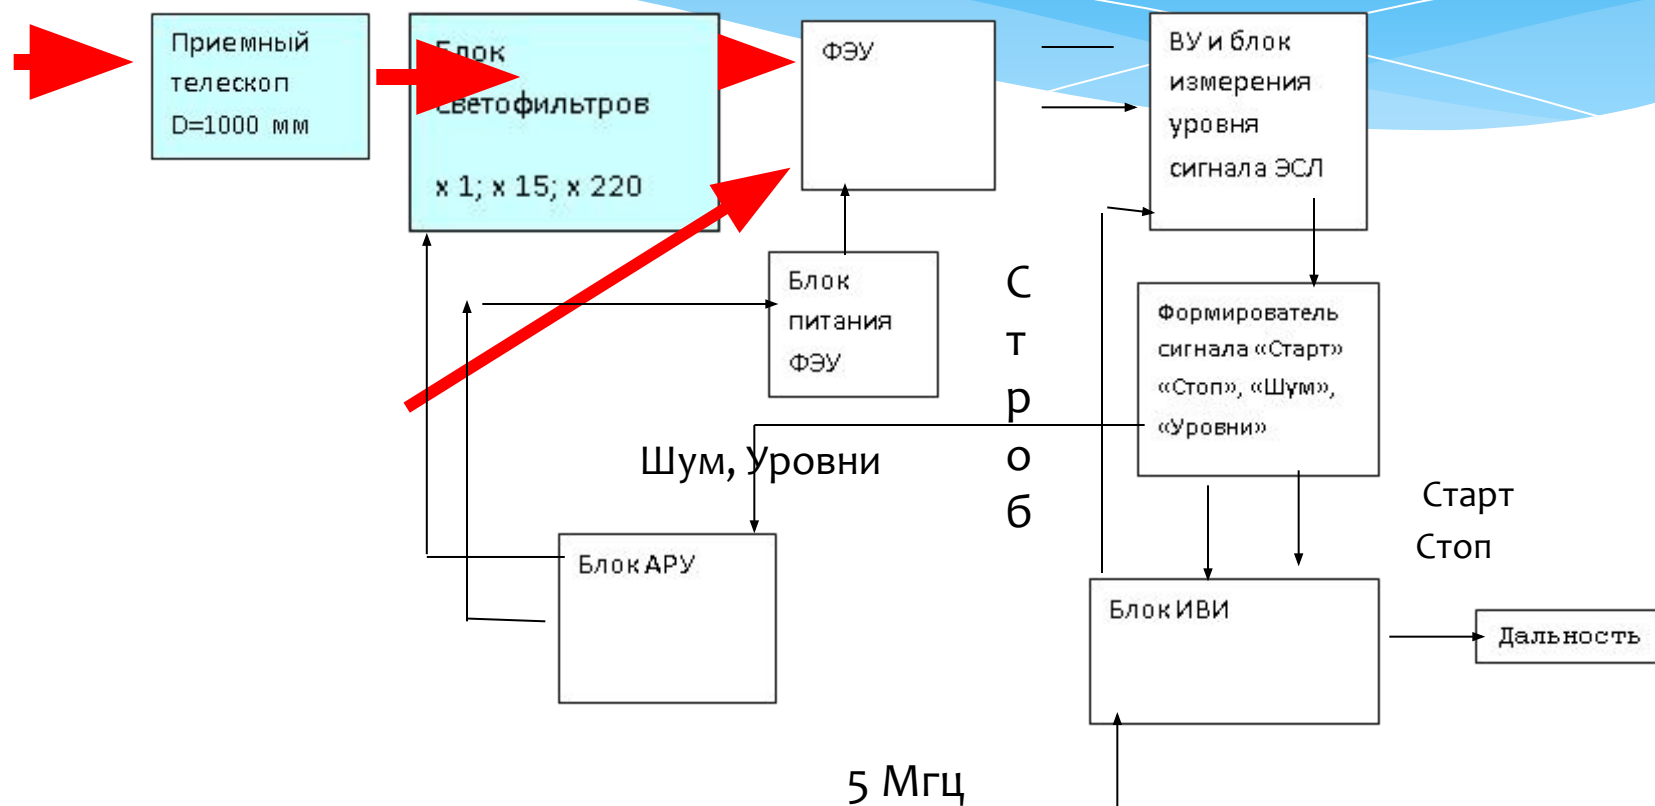 Приемный
телескоп
D=1000 мм
Блок
светофильтров
х 1; х 15; х 220
ФЭУ
ВУ и блок
измерения
уровня
сигнала ЭСЛ
Блок
питания
ФЭУ
С
т
р
о
б
Формирователь
сигнала «Старт»
«Стоп», «Шум»,
«Уровни»
Шум, Уровни
Старт
Стоп
Блок АРУ
Блок ИВИ
Дальность
5 Мгц